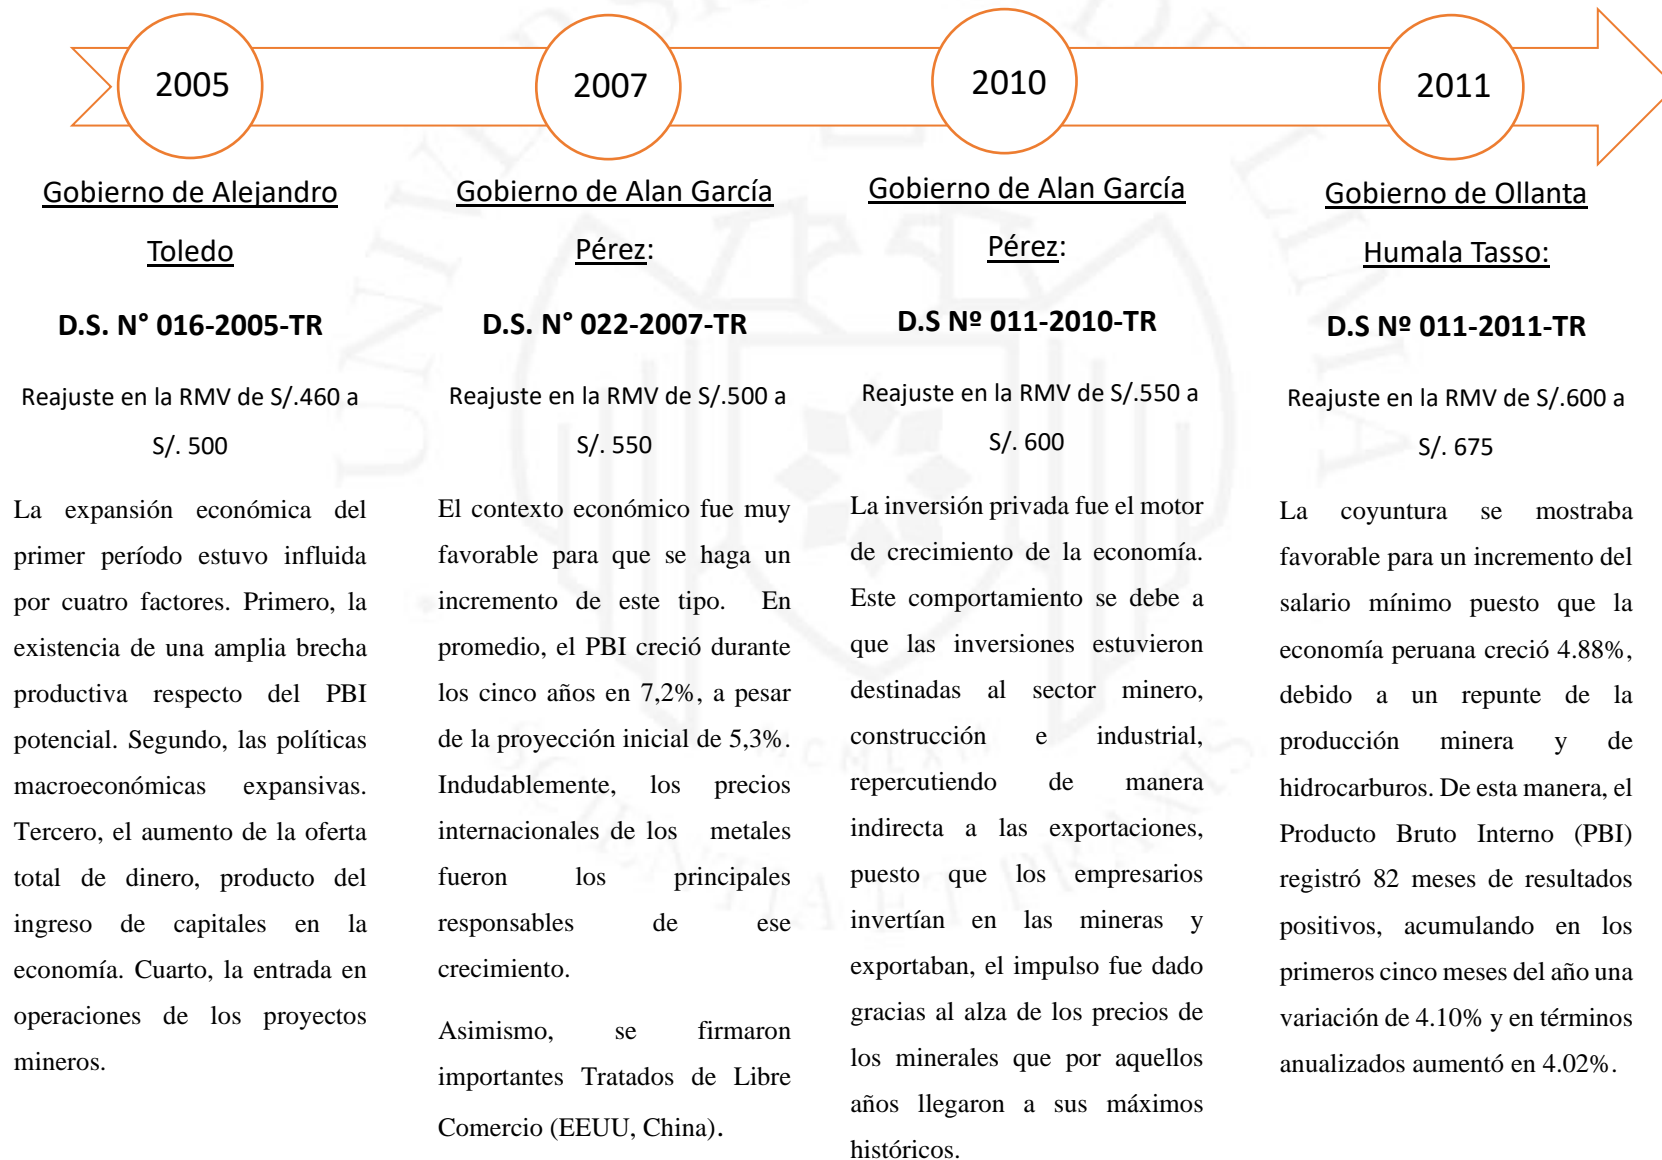 2005
Gobierno de Alejandro
Toledo
D.S. N° 016-2005-TR
Reajuste en la RMV de S/.460 a
S/. 500
La expansión económica del
primer período estuvo influida
por cuatro factores. Primero, la
existencia de una amplia brecha
productiva respecto del PBI
potencial. Segundo, las políticas
macroeconómicas expansivas.
Tercero, el aumento de la oferta
total de dinero, producto del
ingreso de capitales en la
economía. Cuarto, la entrada en
operaciones de los proyectos
mineros.
2007
Gobierno de Alan García
Pérez:
D.S. N° 022-2007-TR
Reajuste en la RMV de S/.500 a
S/. 550
El contexto económico fue muy
favorable para que se haga un
incremento de este tipo. En
promedio, el PBI creció durante
los cinco años en 7,2%, a pesar
de la proyección inicial de 5,3%.
Indudablemente, los precios
internacionales de los metales
fueron los principales
responsables de ese
crecimiento.
Asimismo, se firmaron
importantes Tratados de Libre
Comercio (EEUU, China).
2010
Gobierno de Alan García
Pérez:
D.S Nº 011-2010-TR
Reajuste en la RMV de S/.550 a
S/. 600
La inversión privada fue el motor
de crecimiento de la economía.
Este comportamiento se debe a
que las inversiones estuvieron
destinadas al sector minero,
construcción e industrial,
repercutiendo de manera
indirecta a las exportaciones,
puesto que los empresarios
invertían en las mineras y
exportaban, el impulso fue dado
gracias al alza de los precios de
los minerales que por aquellos
años llegaron a sus máximos
históricos.
2011
Gobierno de Ollanta
Humala Tasso:
D.S Nº 011-2011-TR
Reajuste en la RMV de S/.600 a
S/. 675
La coyuntura se mostraba
favorable para un incremento del
salario mínimo puesto que la
economía peruana creció 4.88%,
debido a un repunte de la
producción minera y de
hidrocarburos. De esta manera, el
Producto Bruto Interno (PBI)
registró 82 meses de resultados
positivos, acumulando en los
primeros cinco meses del año una
variación de 4.10% y en términos
anualizados aumentó en 4.02%.
UNIVERSIDAD DE LIMA
SCIENTIA ET PRAXIS